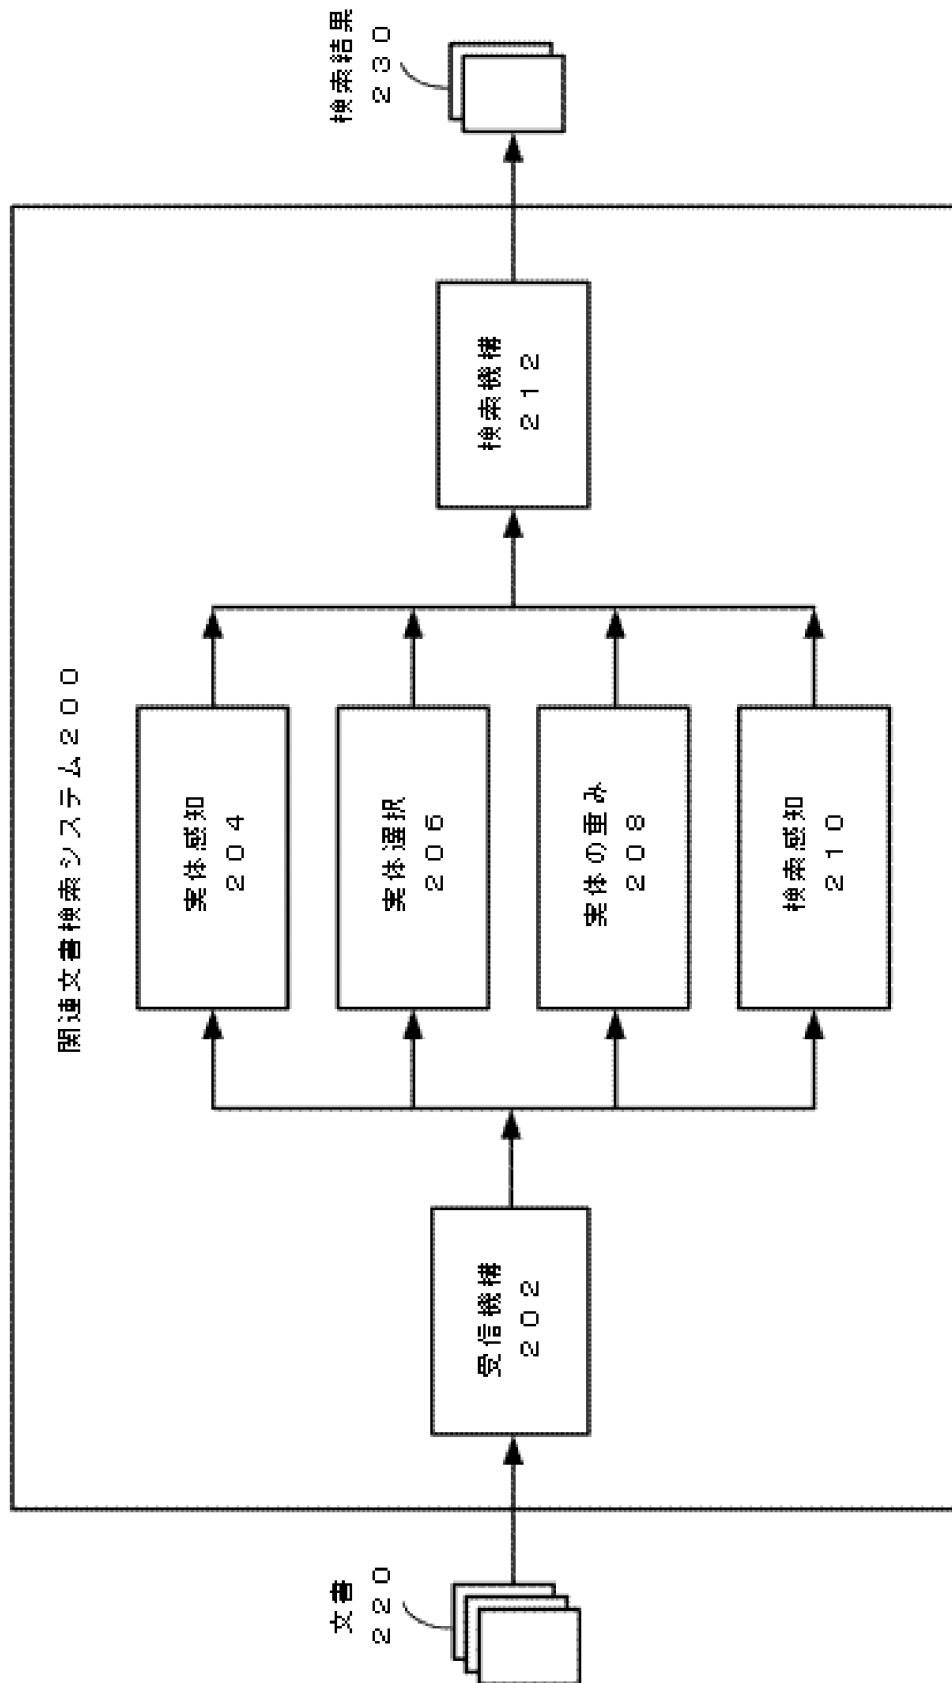 関連文書検索システム200
文書
220
受信機構
202
実体感知
204
実体選択
206
実体の重み
208
検索感知
210
検索機構
212
検索結果
230